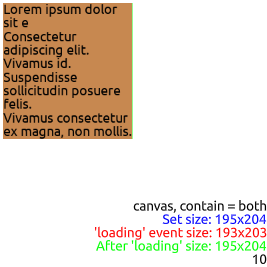 Lorem ipsum dolor
sit e
Consectetur
adipiscing elit.
Vivamus id.
Suspendisse
sollicitudin posuere
felis.
Vivamus consectetur
ex magna, non mollis.
canvas, contain = both
Set size: 195x204
'loading' event size: 193x203
After 'loading' size: 195x204
10